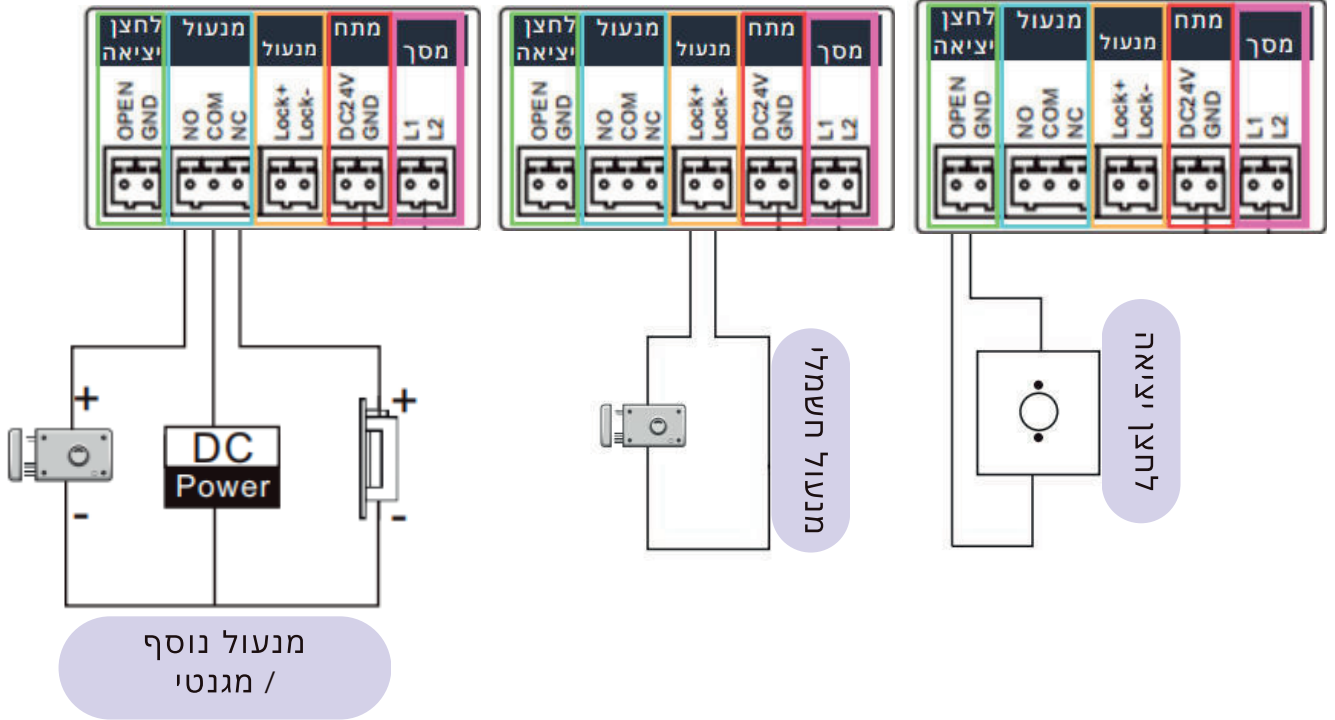 לחצן
יציאה
מנעול
מנעול
מתח
מסך
OPEN
GND
NO
COM
NC
Lock+
Lock-
DC24V
GND
L1
L2
+
-
DC
Power
+
-
מנעול נוסף
/ מגנטי
לחצן
יציאה
מנעול
מנעול
מתח
מסך
OPEN
GND
NO
COM
NC
Lock+
Lock-
DC24V
GND
L1
L2
מנעול חשמלי
לחצן
יציאה
מנעול
מנעול
מתח
מסך
OPEN
GND
NO
COM
NC
Lock+
Lock-
DC24V
GND
L1
L2
לחצן יציאה